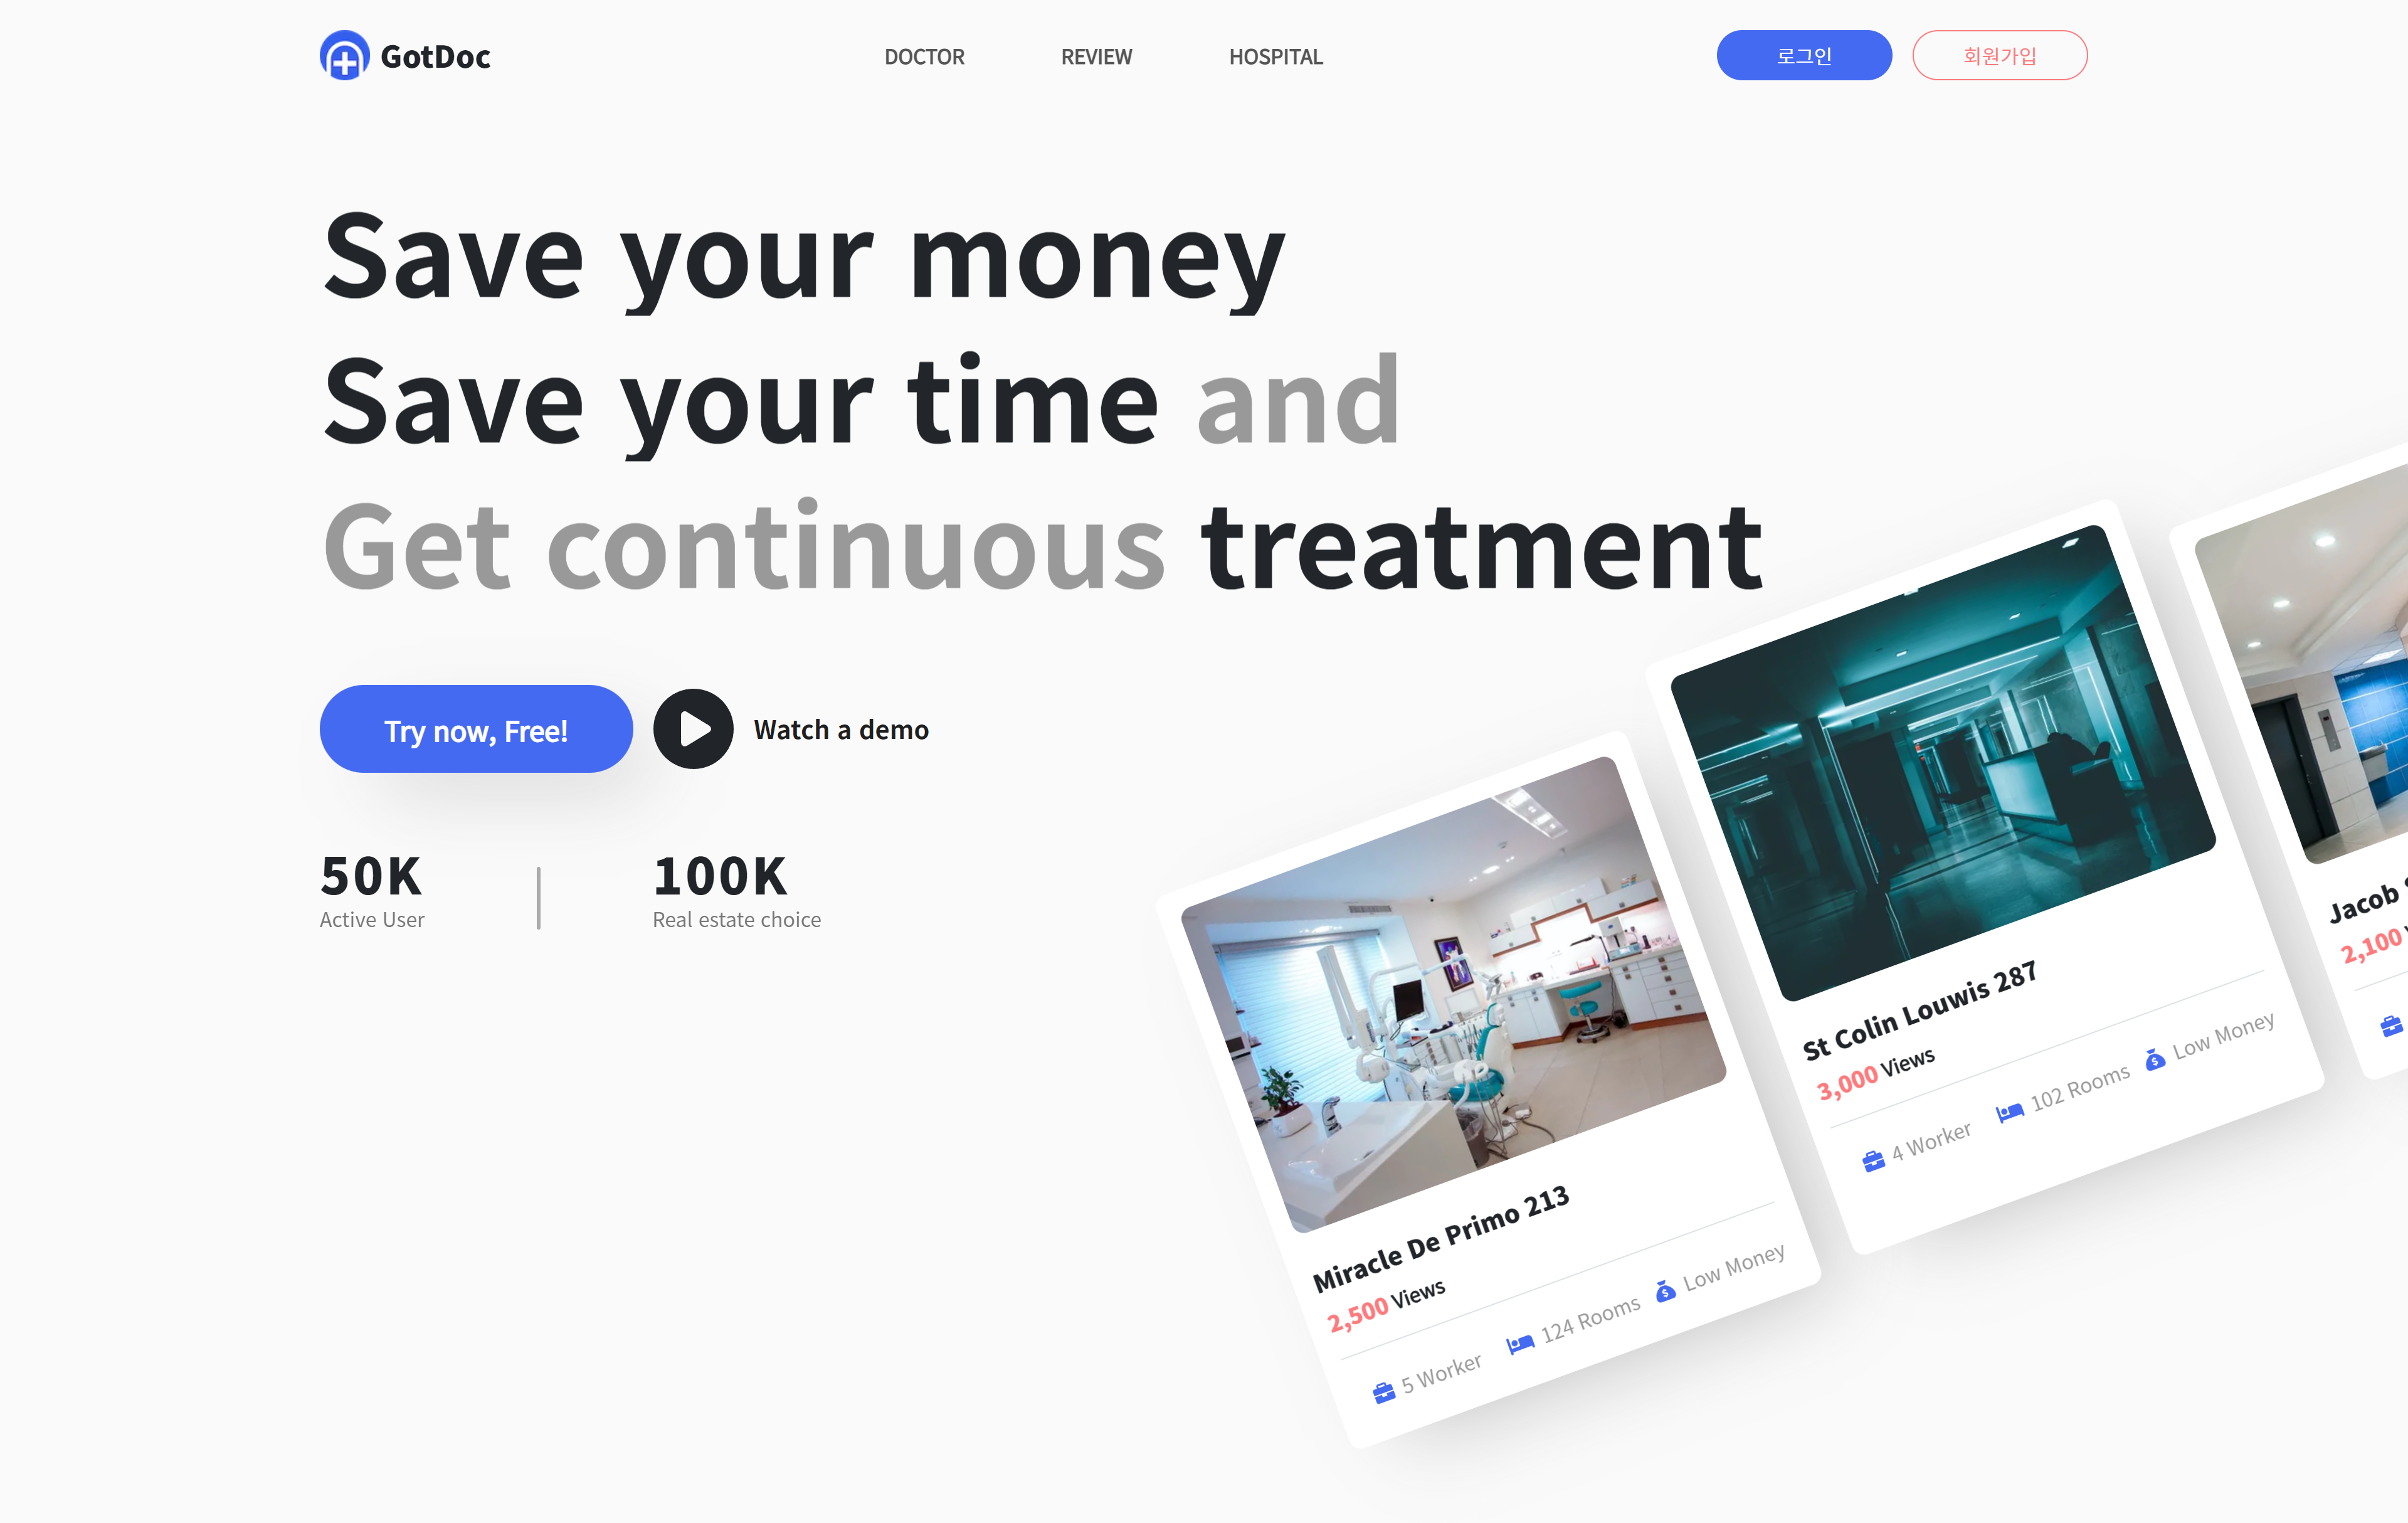 GotDoc
DOCTOR
REVIEW
HOSPITAL
로그인
회원가입
Save your money
Save your time and
Get continuous treatment
Try now, Free!
Watch a demo
50K
Active User
100K
Real estate choice
Miracle De Primo 213
2,500 Views
5 Worker
124 Rooms
Low Money
St Colin Louwis 287
3,000 Views
4 Worker
102 Rooms
Low Money
Jacob
2,100